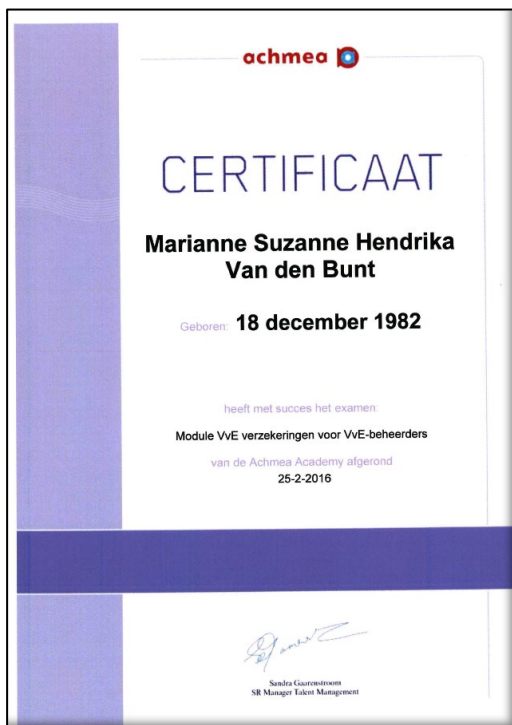 achmea
CERTIFICAAT
Marianne Suzanne Hendrika
Van den Bunt
Geboren: 18 december 1982
heeft met succes het examen:
Module VvE verzekeringen voor VvE-beheerders
van de Achmea Academy afgerond
25-2-2016
Sandra Gaarenstroom
SR Manager Talent Management